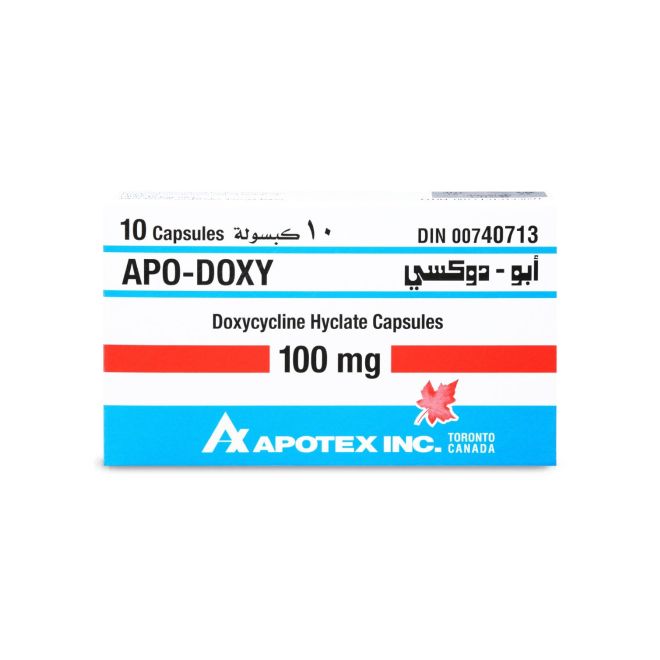 10 Capsules كبسولة ١٠
DIN 00740713
APO-DOXY
أبو - دوكسي
Doxycycline Hyclate Capsules
100 mg
APOTEX INC. TORONTO
CANADA